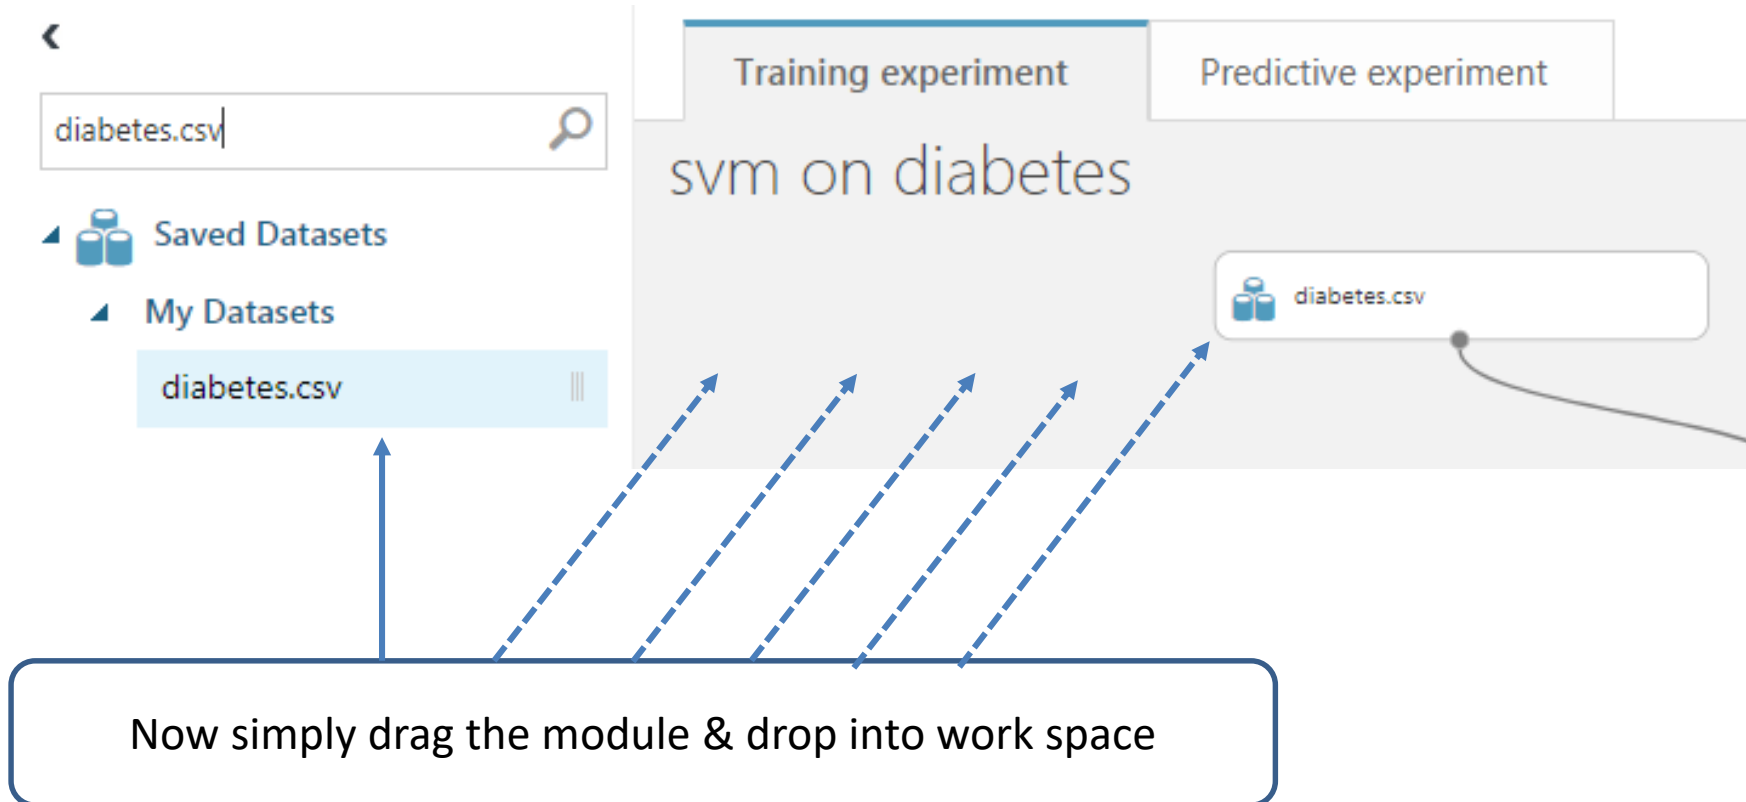 diabetes.csv
Saved Datasets
My Datasets
diabetes.csv
Training experiment
Predictive experiment
svm on diabetes
diabetes.csv
Now simply drag the module & drop into work space